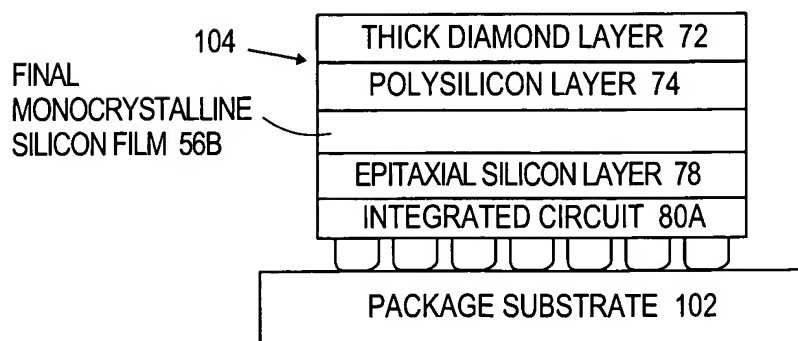 104
THICK DIAMOND LAYER 72
POLYSILICON LAYER 74
FINAL
MONOCRYSTALLINE
SILICON FILM 56B
EPITAXIAL SILICON LAYER 78
INTEGRATED CIRCUIT 80A
PACKAGE SUBSTRATE 102